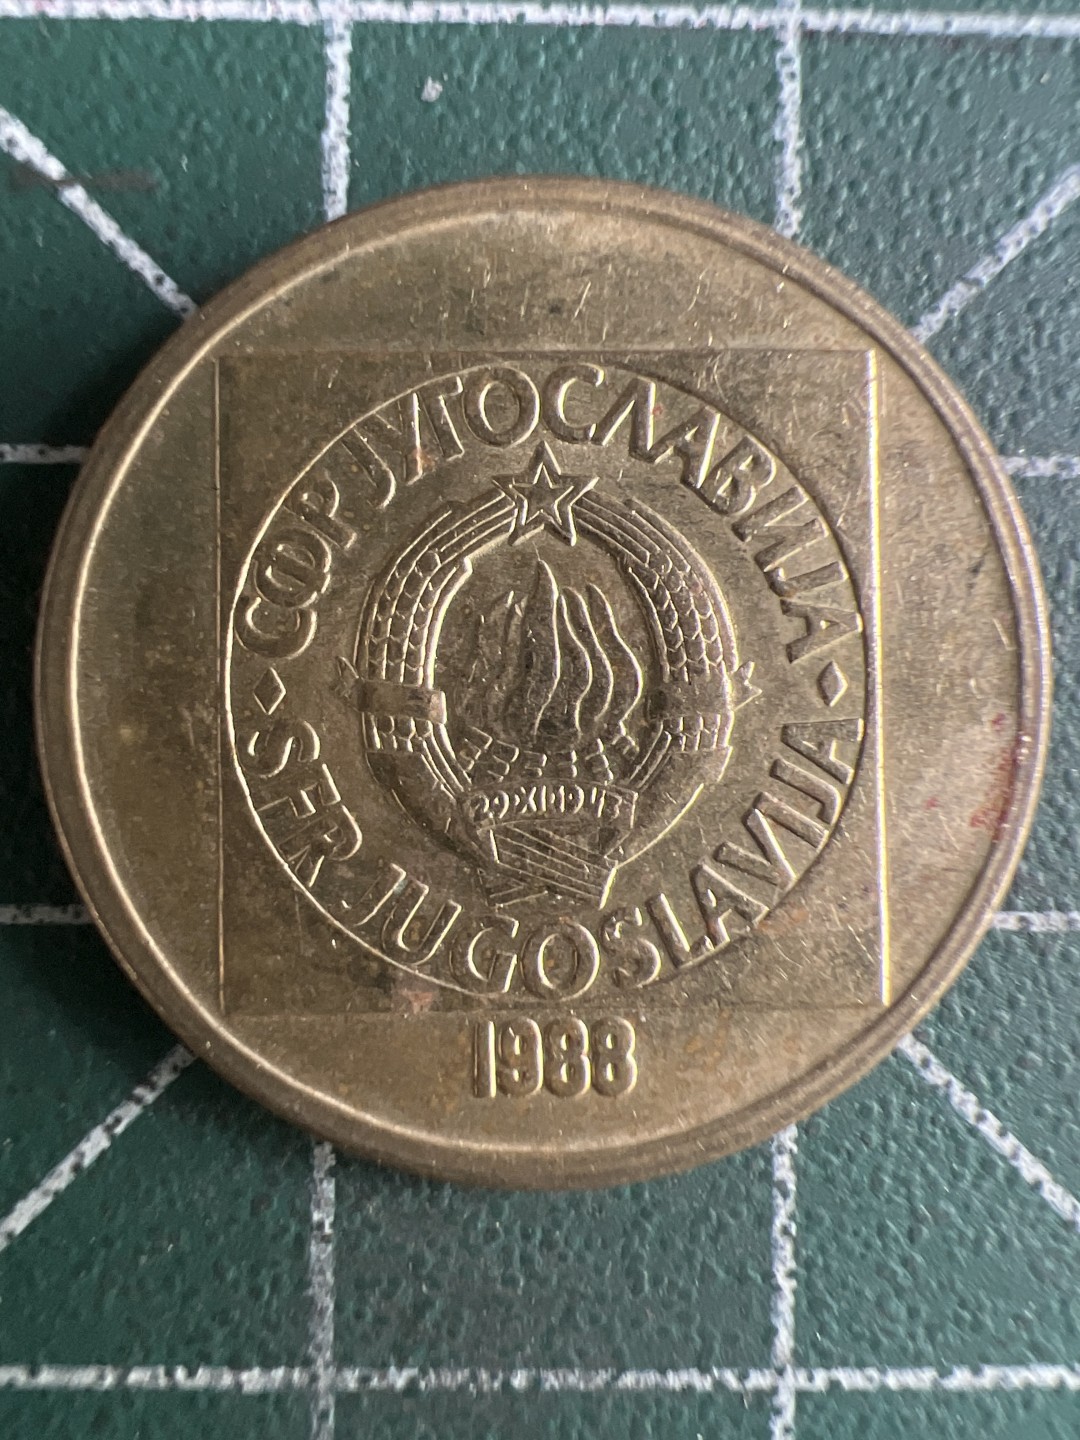 СФР ЈУГОСЛАВИЈА
SFR JUGOSLAVIJA
29·XI·1943
1988